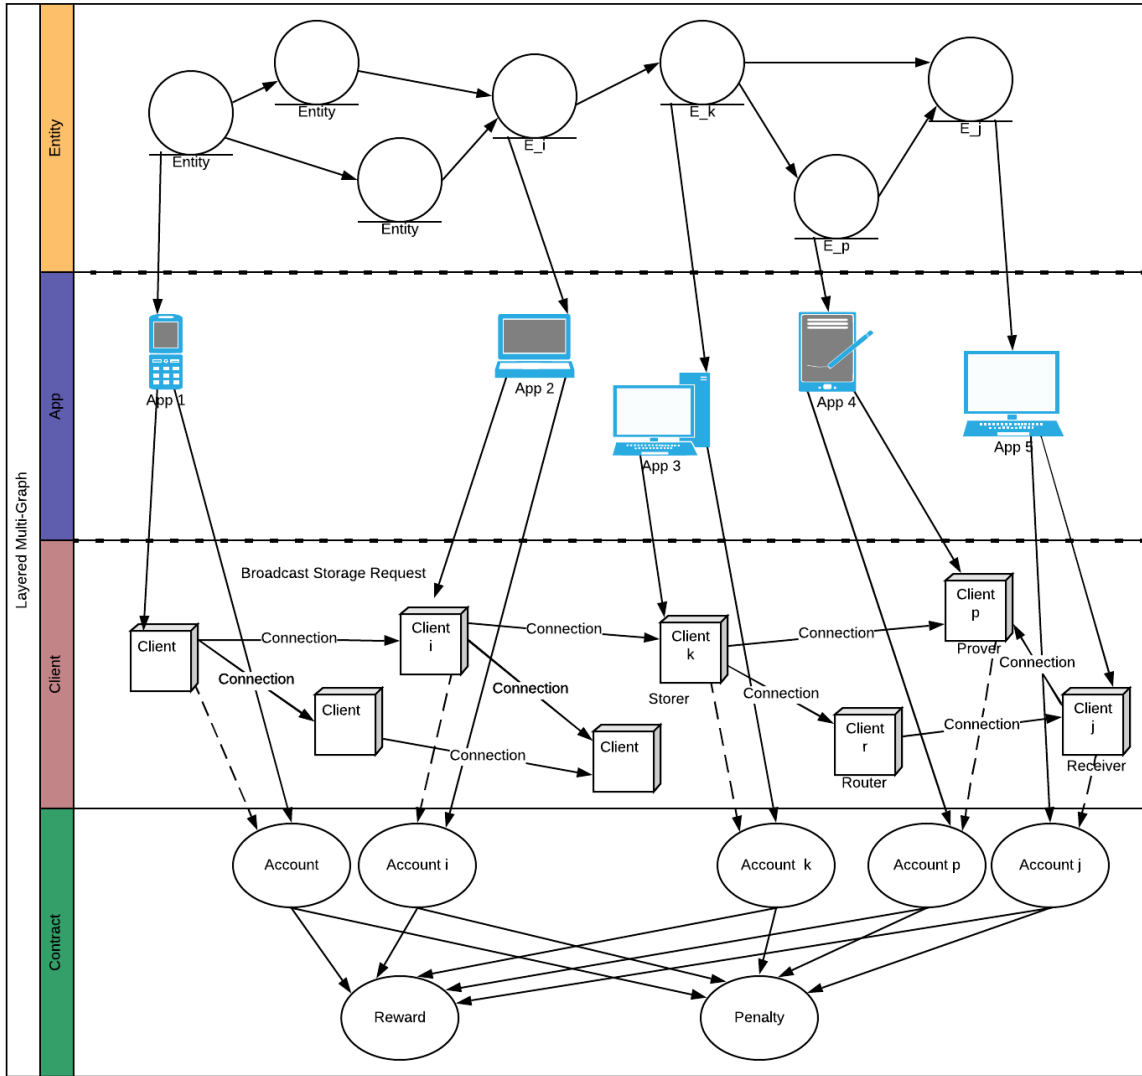 Layered Multi-Graph
Entity
App
Client
Contract
Entity
Entity
Entity
E_i
E_k
E_p
E_j
App 1
App 2
App 3
App 4
App 5
Broadcast Storage Request
Client
Client
Client
i
Client
Client
k
Storer
Client
r
Router
Client
p
Prover
Client
j
Receiver
Connection
Connection
Connection
Connection
Connection
Connection
Connection
Connection
Connection
Account
Account i
Account k
Account p
Account j
Reward
Penalty